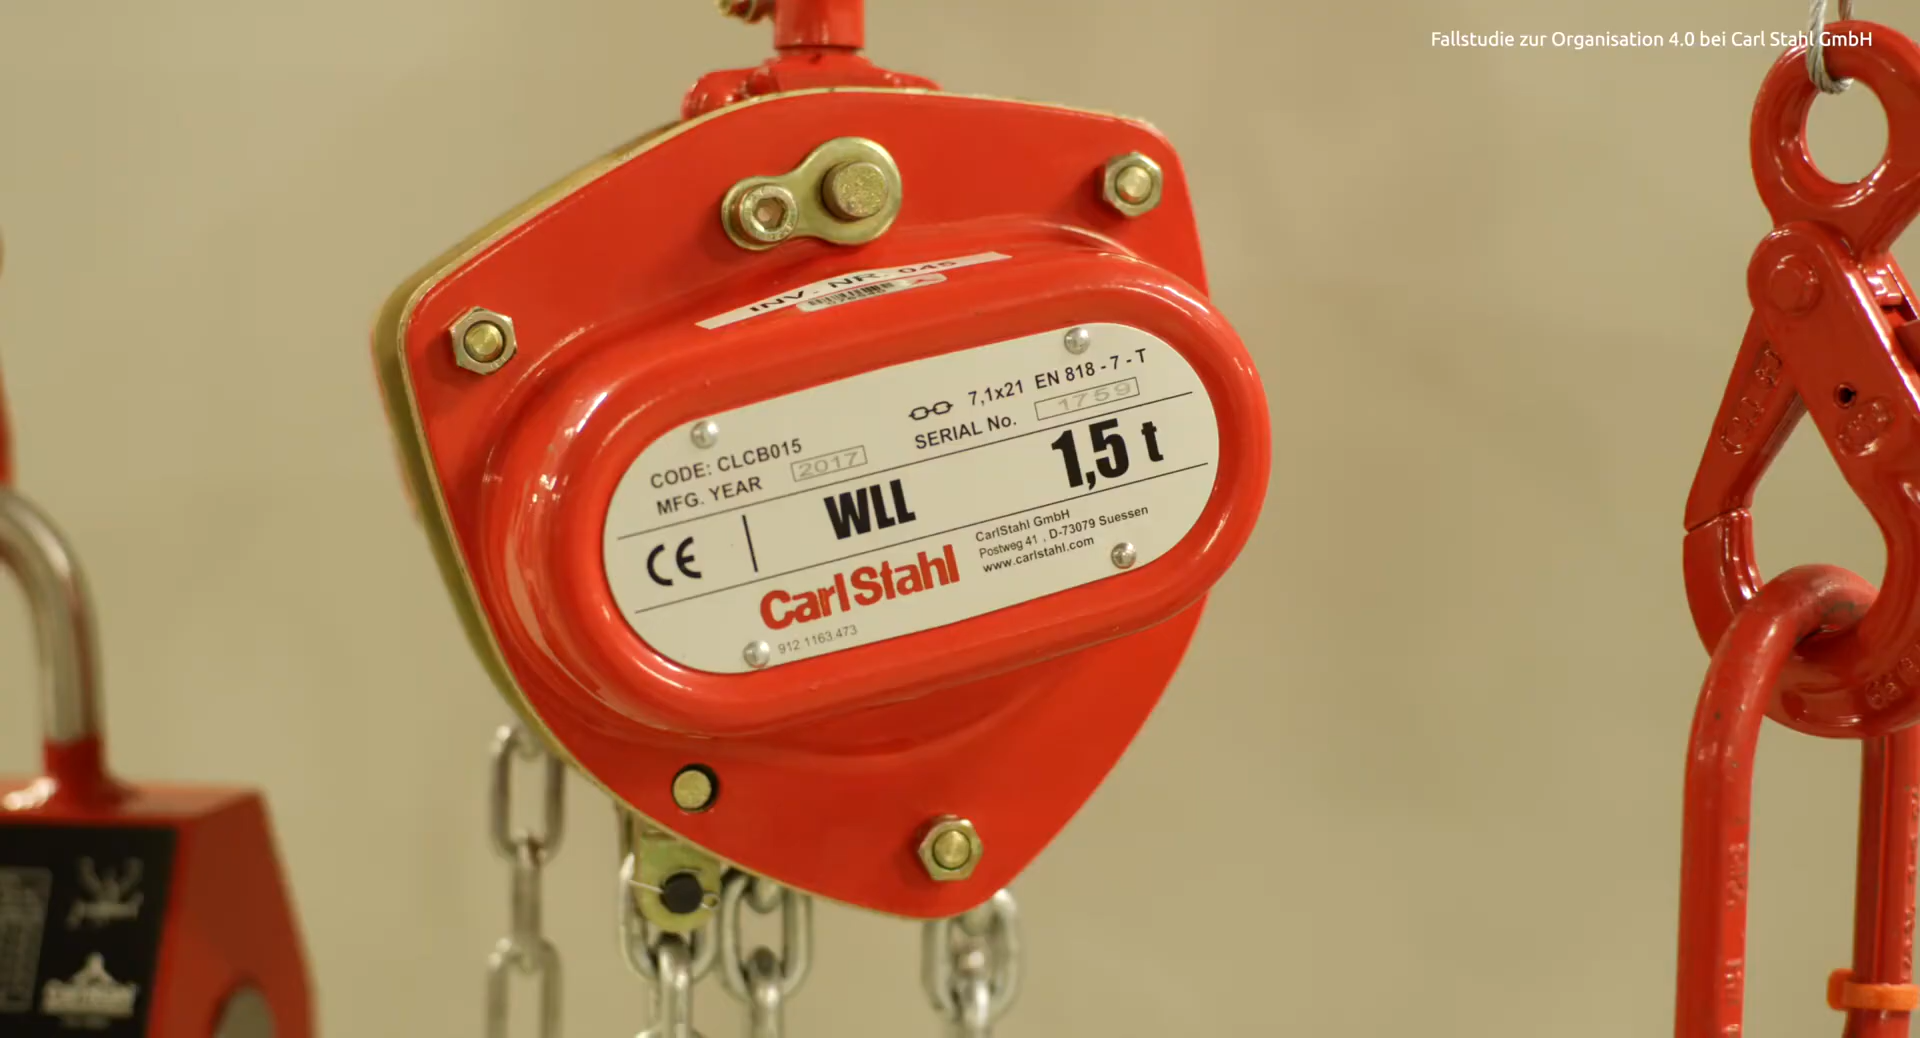 Fallstudie zur Organisation 4.0 bei Carl Stahl GmbH
INV. NR. 045
7,1x21 EN 818 - 7 - T
SERIAL No. 1759
CODE: CLCB015
MFG. YEAR 2017
CE WLL 1,5 t
CarlStahl
CarlStahl GmbH
Postweg 41 , D-73079 Suessen
www.carlstahl.com
912.1163.473